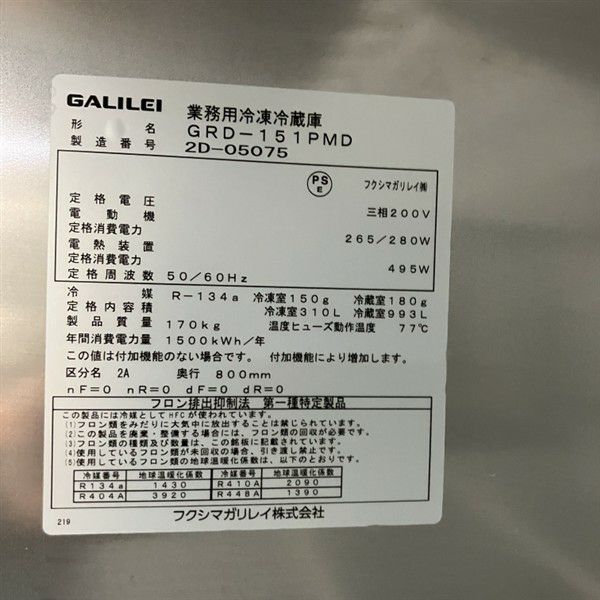 GALILEI 業務用冷凍冷蔵庫
形名 GRD-151PMD
製造番号 2D-05075
PS E フクシマガリレイ㈱
定格電圧 三相200V
電動機
定格消費電力 265/280W
電熱装置
定格消費電力 495W
定格周波数 50/60Hz
冷媒 R-134a 冷凍室150g 冷蔵室180g
定格内容積 冷凍室310L 冷蔵室993L
製品質量 170kg 温度ヒューズ動作温度 77℃
年間消費電力量 1500kWh/年
この値は付加機能のない場合です。 付加機能により増加します。
区分名 2A 奥行 800mm
nF=0 nR=0 dF=0 dR=0
フロン排出抑制法 第一種特定製品
この製品には冷媒としてHFCが使われています。
(1)フロン類をみだりに大気中に放出することは禁じられています。
(2)この製品を廃棄・整備する場合には、フロン類の回収が必要です。
(3)フロン類の種類及び数量は、この銘板に記載されています。
(4)使用しているフロン類が未回収の場合、引き渡し禁止です。
(5)使用しているフロン類の地球温暖化係数は、以下のとおりです。
冷媒番号 地球温暖化係数 冷媒番号 地球温暖化係数
R134a 1430 R410A 2090
R404A 3920 R448A 1390
フクシマガリレイ株式会社
219